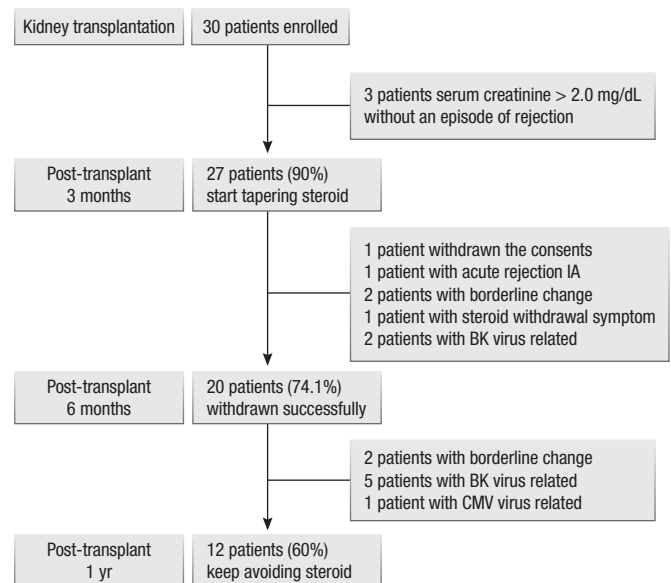 Kidney transplantation
30 patients enrolled
3 patients serum creatinine > 2.0 mg/dL
without an episode of rejection
Post-transplant
3 months
27 patients (90%)
start tapering steroid
1 patient withdrawn the consents
1 patient with acute rejection IA
2 patients with borderline change
1 patient with steroid withdrawal symptom
2 patients with BK virus related
Post-transplant
6 months
20 patients (74.1%)
withdrawn successfully
2 patients with borderline change
5 patients with BK virus related
1 patient with CMV virus related
Post-transplant
1 yr
12 patients (60%)
keep avoiding steroid